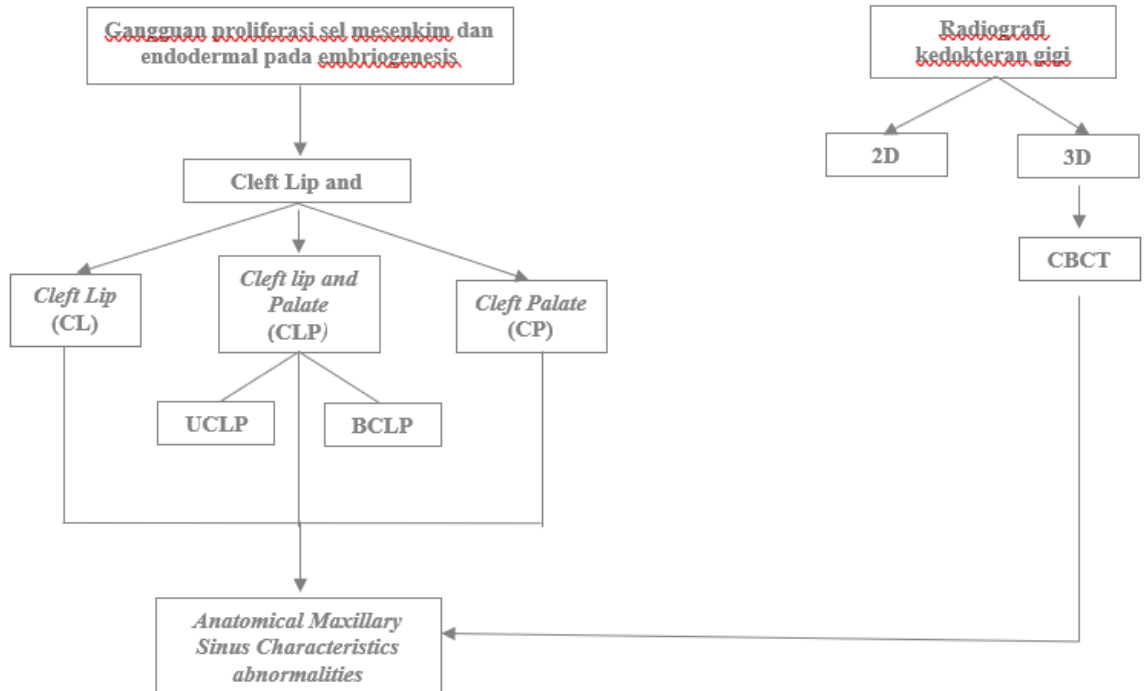 Gangguan proliferasi sel mesenkim dan
endodermal pada embriogenesis
Radiografi
kedokteran gigi
2D
3D
Cleft Lip and
CBCT
Cleft Lip
(CL)
Cleft lip and
Palate
(CLP)
Cleft Palate
(CP)
UCLP
BCLP
Anatomical Maxillary
Sinus Characteristics
abnormalities